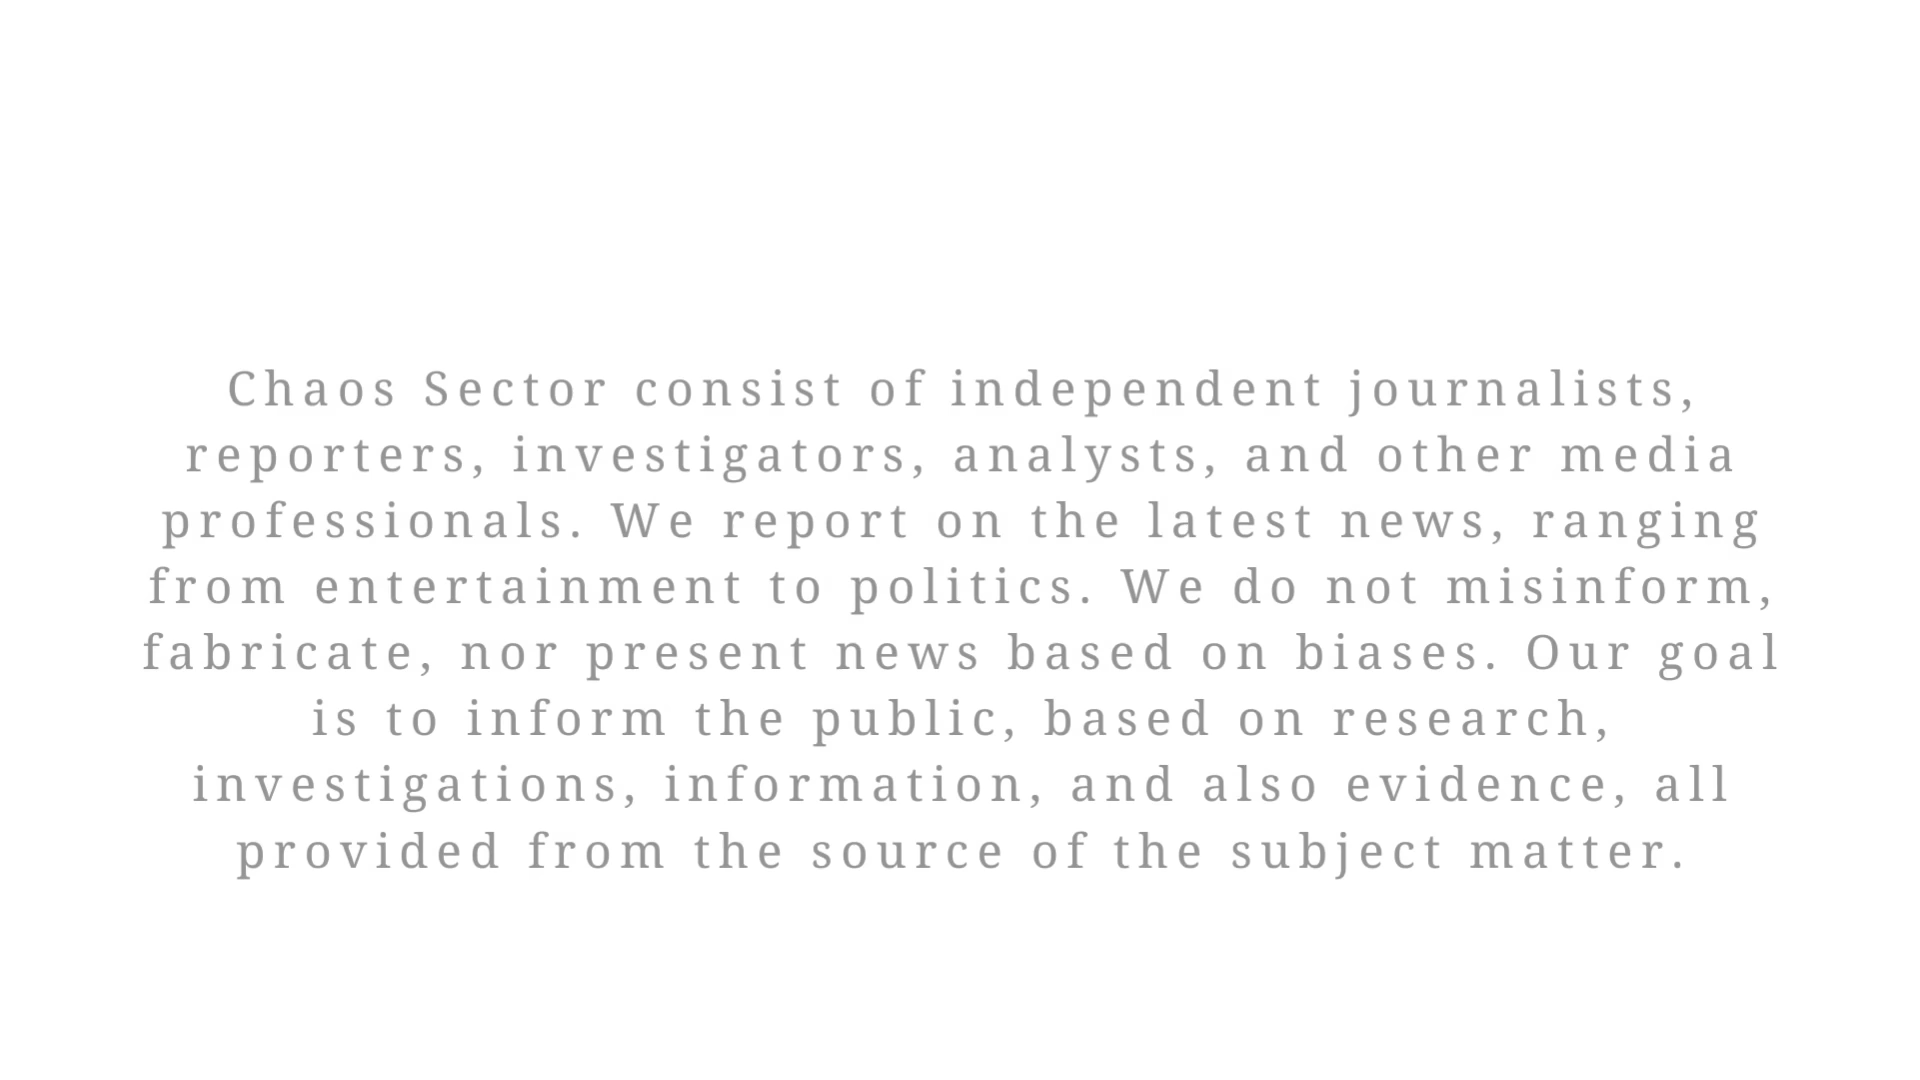 Chaos Sector consist of independent journalists,
reporters, investigators, analysts, and other media
professionals. We report on the latest news, ranging
from entertainment to politics. We do not misinform,
fabricate, nor present news based on biases. Our goal
is to inform the public, based on research,
investigations, information, and also evidence, all
provided from the source of the subject matter.